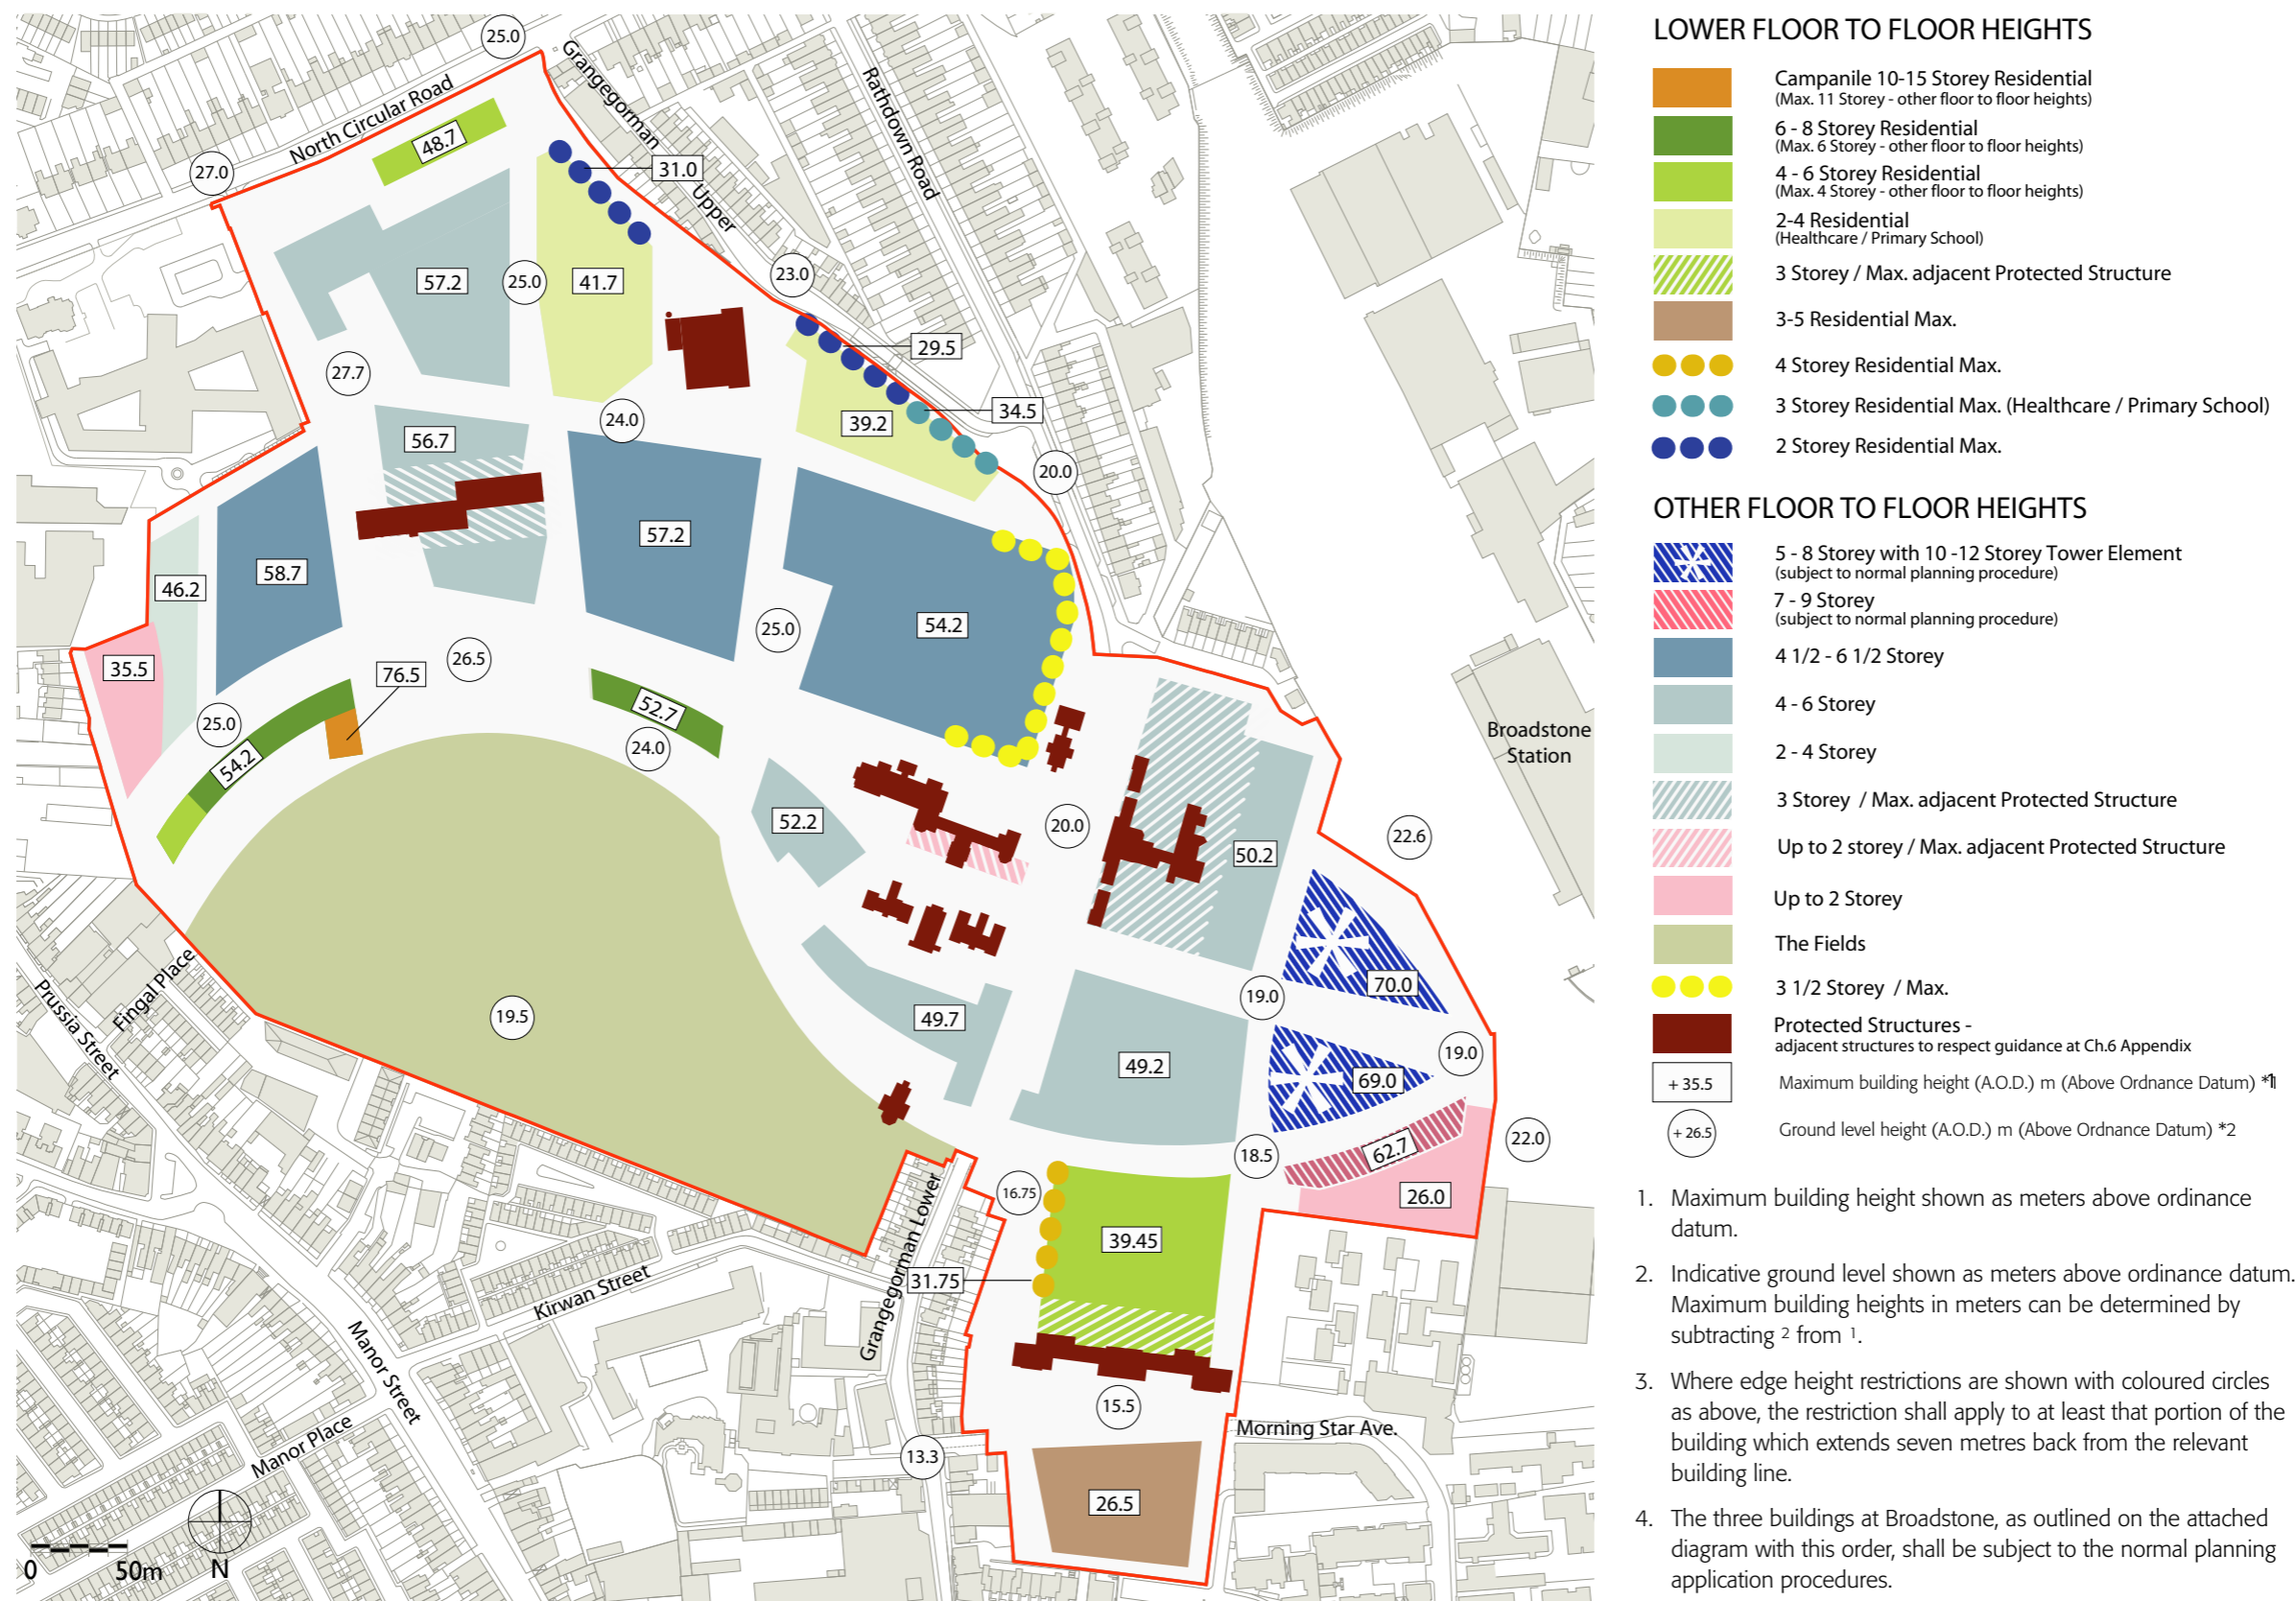 25.0
Grangegorman Upper
Rathdown Road
North Circular Road
48.7
27.0
31.0
23.0
57.2
25.0
41.7
29.5
27.7
34.5
24.0
39.2
56.7
20.0
57.2
58.7
46.2
54.2
25.0
26.5
35.5
76.5
52.7
25.0
24.0
54.2
Broadstone
Station
52.2
20.0
22.6
50.2
Fingal Place
Prussia Street
19.5
70.0
19.0
49.7
49.2
19.0
69.0
62.7
22.0
18.5
16.75
26.0
Grangegorman Lower
39.45
31.75
Kirwan Street
Manor Street
15.5
Morning Star Ave.
Manor Place
13.3
26.5
0 50m N
LOWER FLOOR TO FLOOR HEIGHTS
Campanile 10-15 Storey Residential
(Max. 11 Storey - other floor to floor heights)
6 - 8 Storey Residential
(Max. 6 Storey - other floor to floor heights)
4 - 6 Storey Residential
(Max. 4 Storey - other floor to floor heights)
2-4 Residential
(Healthcare / Primary School)
3 Storey / Max. adjacent Protected Structure
3-5 Residential Max.
4 Storey Residential Max.
3 Storey Residential Max. (Healthcare / Primary School)
2 Storey Residential Max.
OTHER FLOOR TO FLOOR HEIGHTS
5 - 8 Storey with 10 -12 Storey Tower Element
(subject to normal planning procedure)
7 - 9 Storey
(subject to normal planning procedure)
4 1/2 - 6 1/2 Storey
4 - 6 Storey
2 - 4 Storey
3 Storey / Max. adjacent Protected Structure
Up to 2 storey / Max. adjacent Protected Structure
Up to 2 Storey
The Fields
3 1/2 Storey / Max.
Protected Structures -
adjacent structures to respect guidance at Ch.6 Appendix
+ 35.5 Maximum building height (A.O.D.) m (Above Ordnance Datum) *1
+ 26.5 Ground level height (A.O.D.) m (Above Ordnance Datum) *2
1. Maximum building height shown as meters above ordinance
datum.
2. Indicative ground level shown as meters above ordinance datum.
Maximum building heights in meters can be determined by
subtracting 2 from 1.
3. Where edge height restrictions are shown with coloured circles
as above, the restriction shall apply to at least that portion of the
building which extends seven metres back from the relevant
building line.
4. The three buildings at Broadstone, as outlined on the attached
diagram with this order, shall be subject to the normal planning
application procedures.